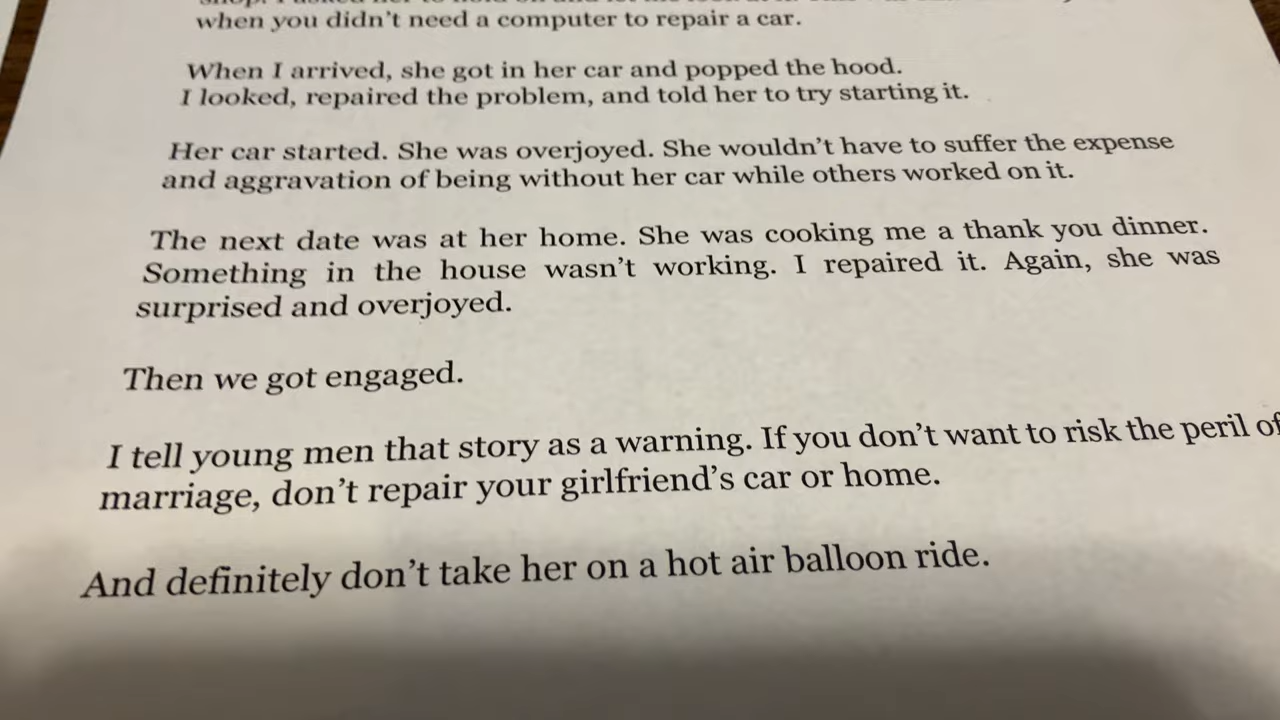 when you didn’t need a computer to repair a car.
When I arrived, she got in her car and popped the hood.
I looked, repaired the problem, and told her to try starting it.
Her car started. She was overjoyed. She wouldn’t have to suffer the expense
and aggravation of being without her car while others worked on it.
The next date was at her home. She was cooking me a thank you dinner.
Something in the house wasn’t working. I repaired it. Again, she was
surprised and overjoyed.
Then we got engaged.
I tell young men that story as a warning. If you don’t want to risk the peril of
marriage, don’t repair your girlfriend’s car or home.
And definitely don’t take her on a hot air balloon ride.